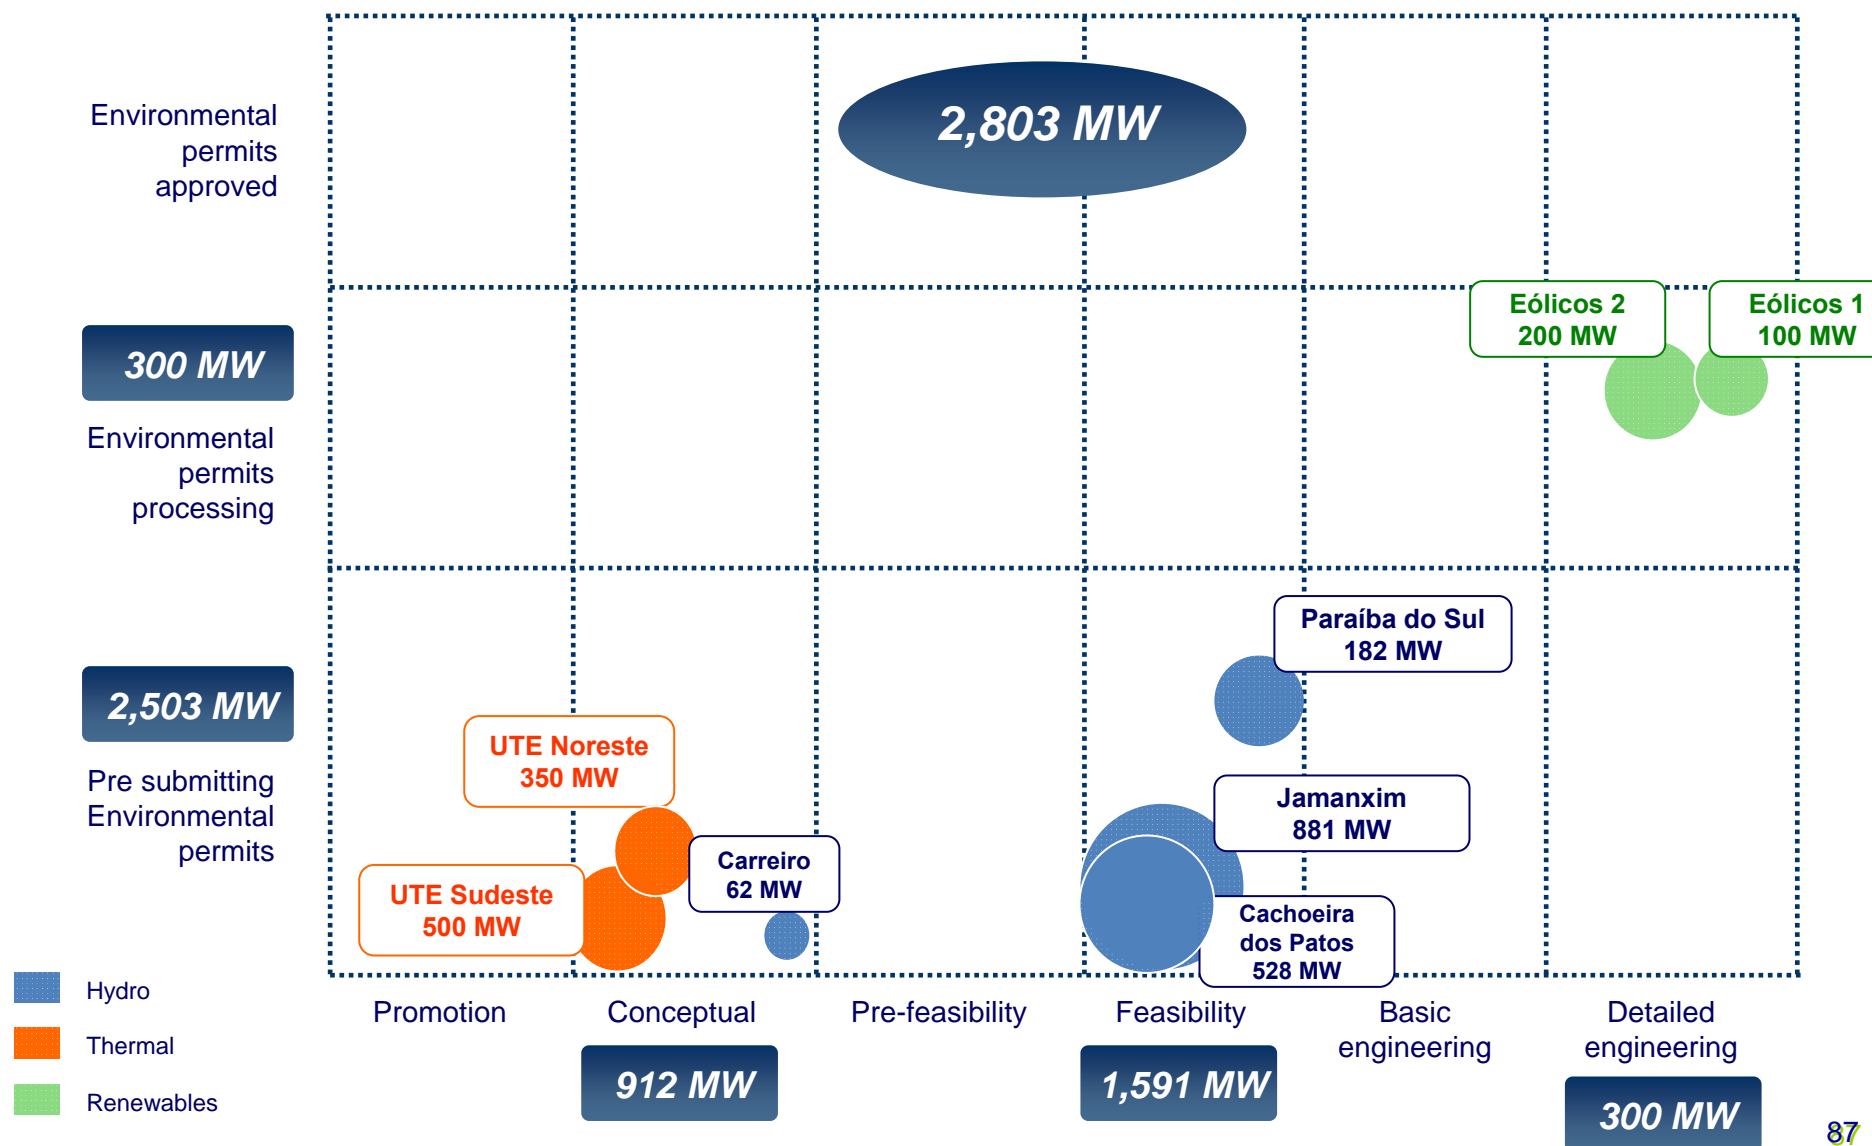 2,803 MW
Environmental
permits
approved
Eólicos 2
200 MW
Eólicos 1
100 MW
300 MW
Environmental
permits
processing
Paraíba do Sul
182 MW
2,503 MW
Pre submitting
Environmental
permits
UTE Noreste
350 MW
Jamanxim
881 MW
Carreiro
62 MW
UTE Sudeste
500 MW
Cachoeira
dos Patos
528 MW
Hydro
Thermal
Renewables
Promotion
Conceptual
Pre-feasibility
Feasibility
Basic
engineering
Detailed
engineering
912 MW
1,591 MW
300 MW
87